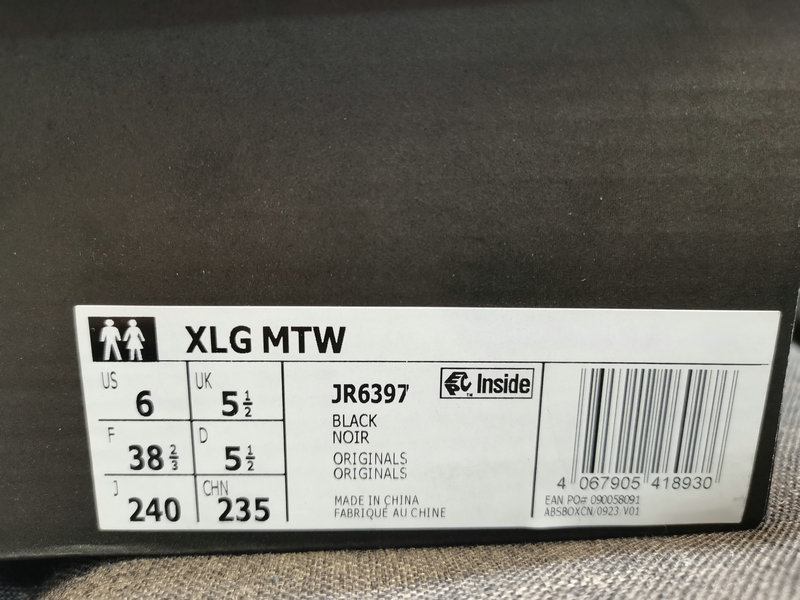 XLG MTW
US 6 UK 5 1/2
F 38 2/3 D 5 1/2
J 240 CHN 235
JR6397
EPC™ Inside
BLACK
NOIR
ORIGINALS
ORIGINALS
MADE IN CHINA
FABRIQUÉ AU CHINE
4 067905 418930
EAN PO# 090058091
ABSBOXCN/0923 V01